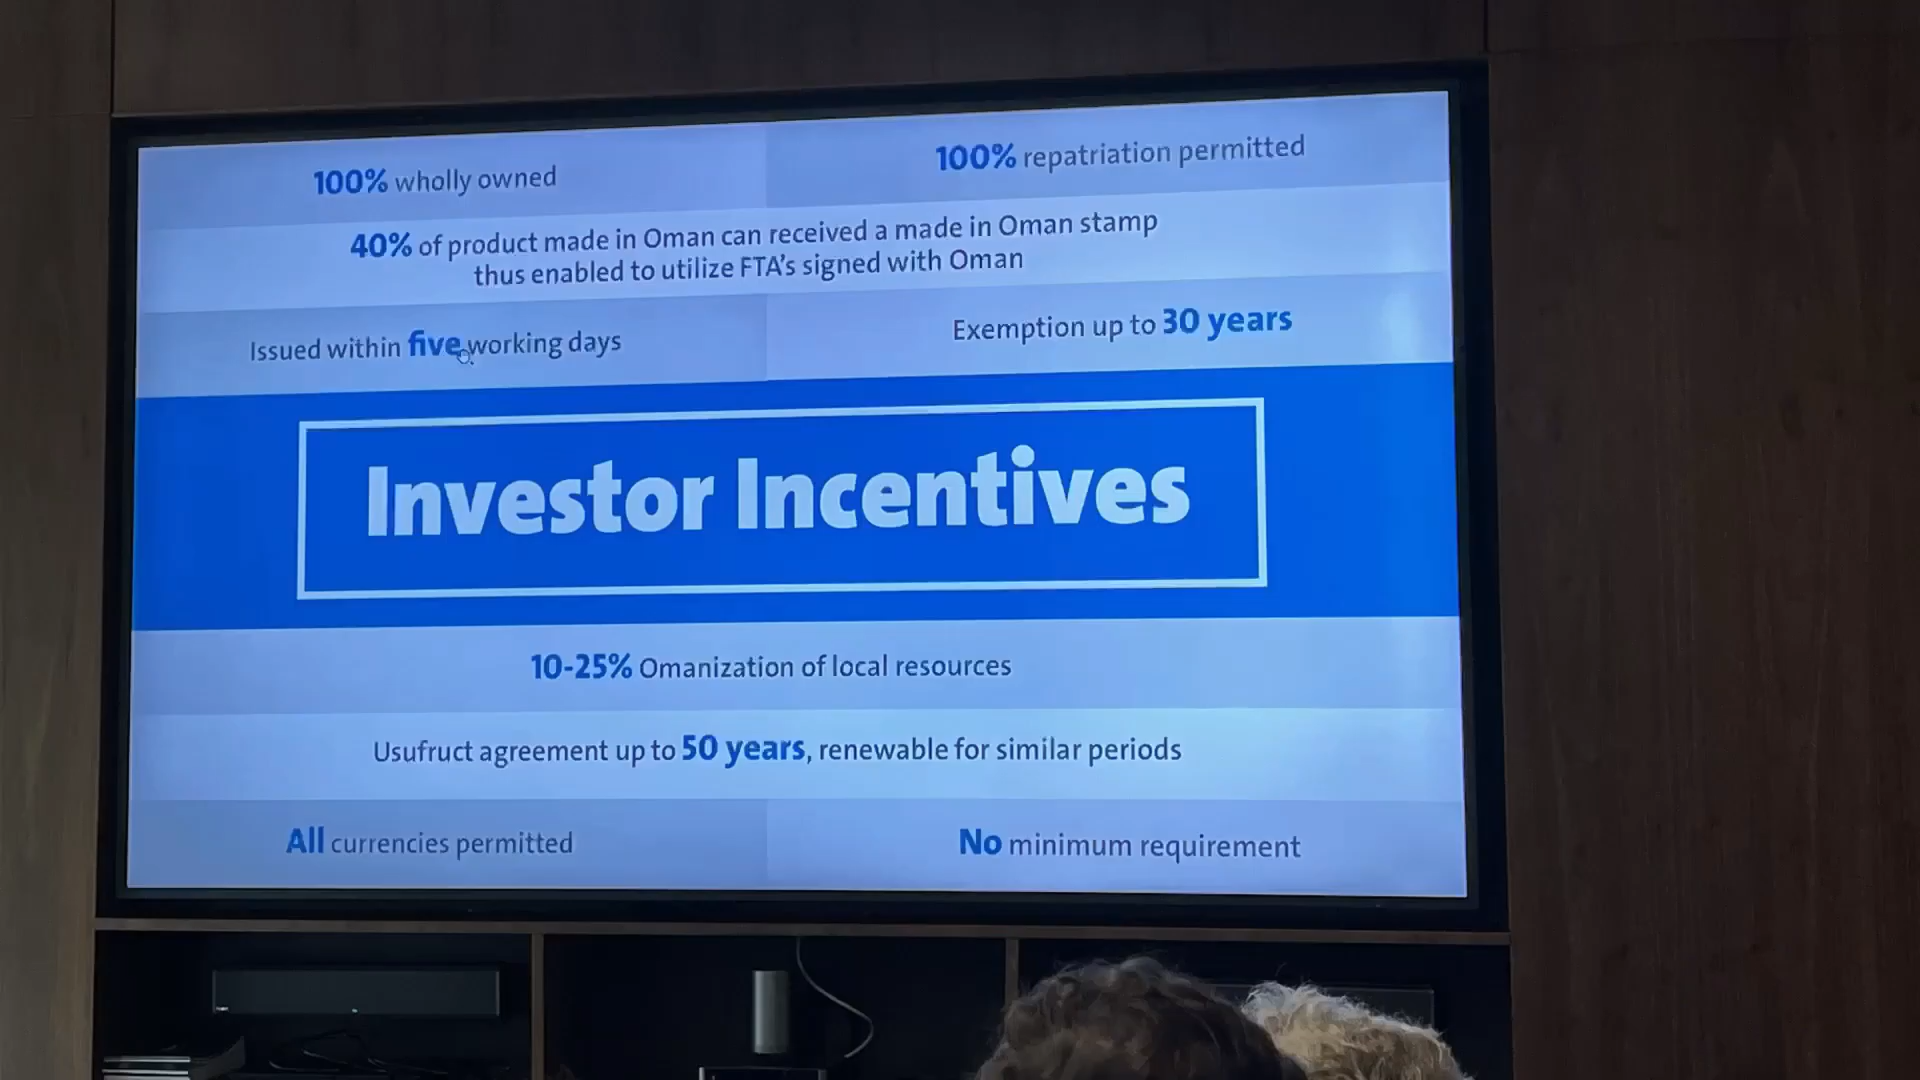 100% wholly owned
100% repatriation permitted
40% of product made in Oman can received a made in Oman stamp
thus enabled to utilize FTA's signed with Oman
Issued within five working days
Exemption up to 30 years
Investor Incentives
10-25% Omanization of local resources
Usufruct agreement up to 50 years, renewable for similar periods
All currencies permitted
No minimum requirement